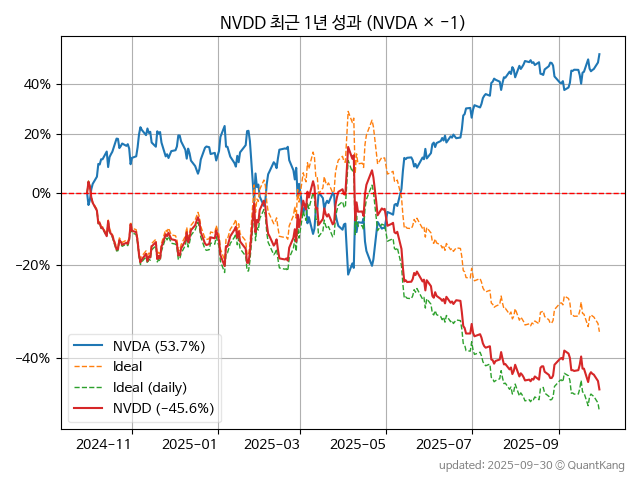 NVDD 최근 1년 성과 (NVDA × −1)
40%
20%
0%
−20%
−40%
NVDA (53.7%)
Ideal
Ideal (daily)
NVDD (−45.6%)
2024−11
2025−01
2025−03
2025−05
2025−07
2025−09
updated: 2025-09-30 © QuantKang